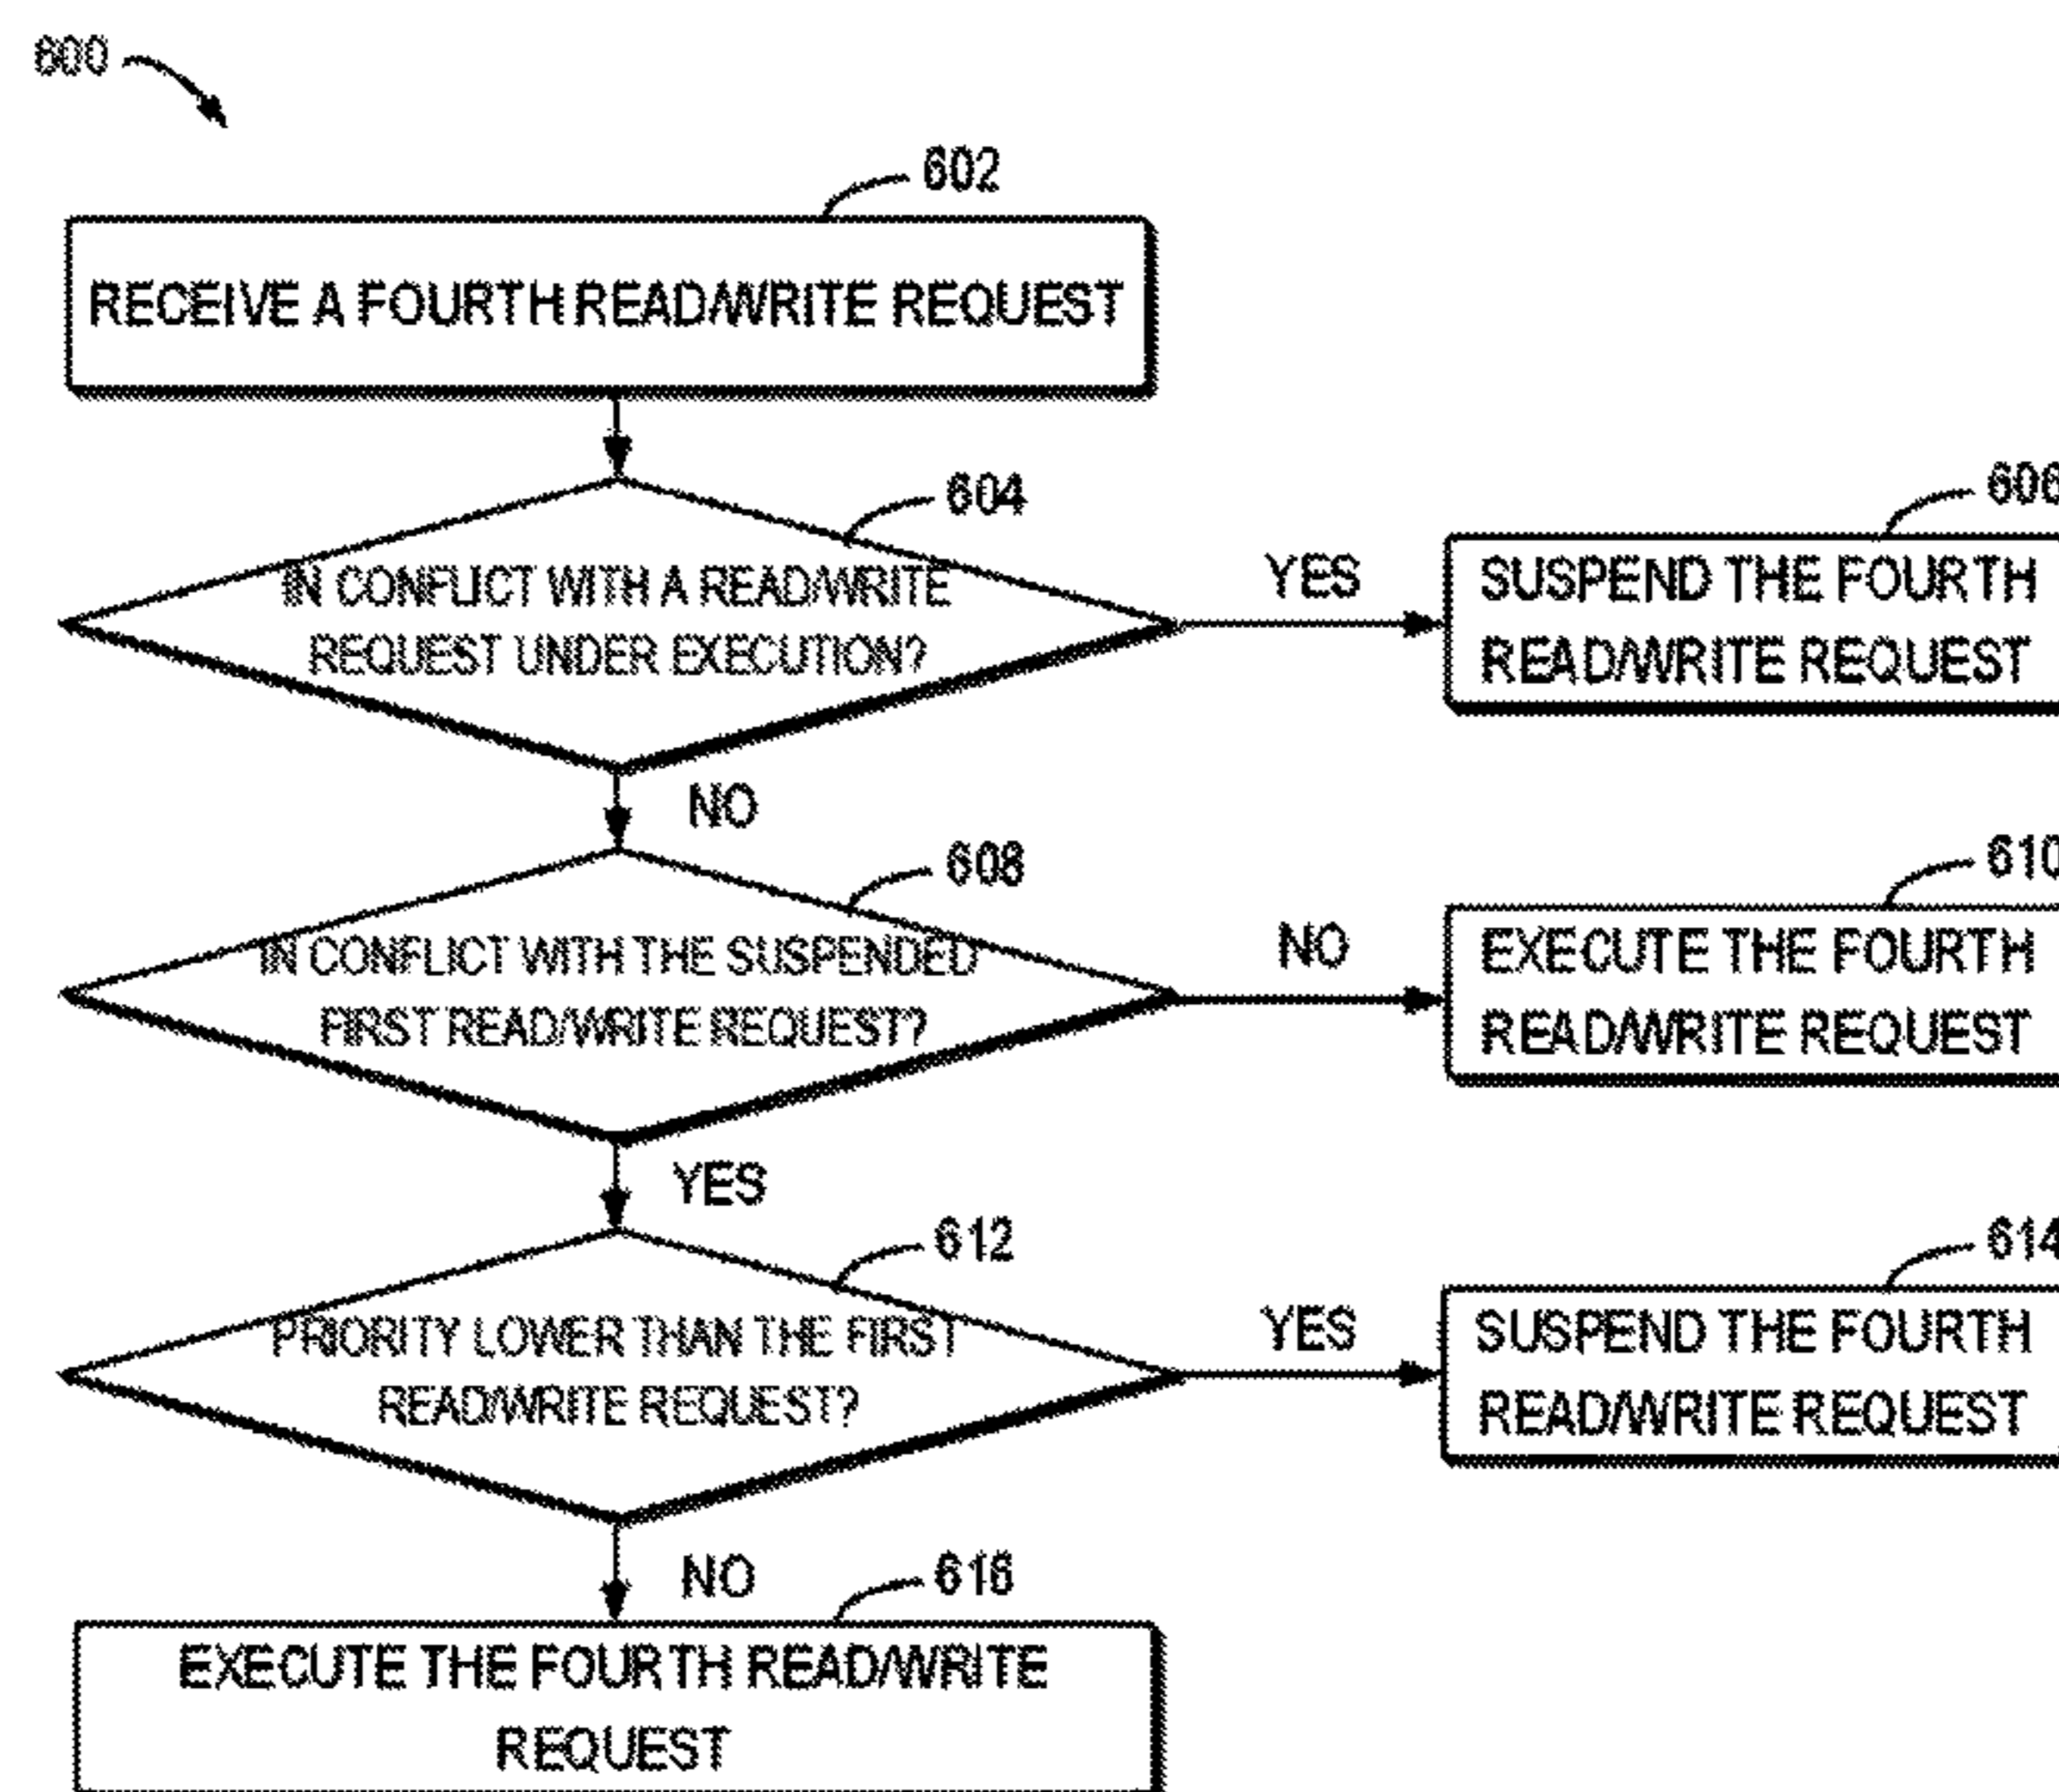 600
602
RECEIVE A FOURTH READ/WRITE REQUEST
604
IN CONFLICT WITH A READ/WRITE
REQUEST UNDER EXECUTION?
YES
606
SUSPEND THE FOURTH
READ/WRITE REQUEST
NO
608
IN CONFLICT WITH THE SUSPENDED
FIRST READ/WRITE REQUEST?
NO
610
EXECUTE THE FOURTH
READ/WRITE REQUEST
YES
612
PRIORITY LOWER THAN THE FIRST
READ/WRITE REQUEST?
YES
614
SUSPEND THE FOURTH
READ/WRITE REQUEST
NO
616
EXECUTE THE FOURTH READ/WRITE
REQUEST